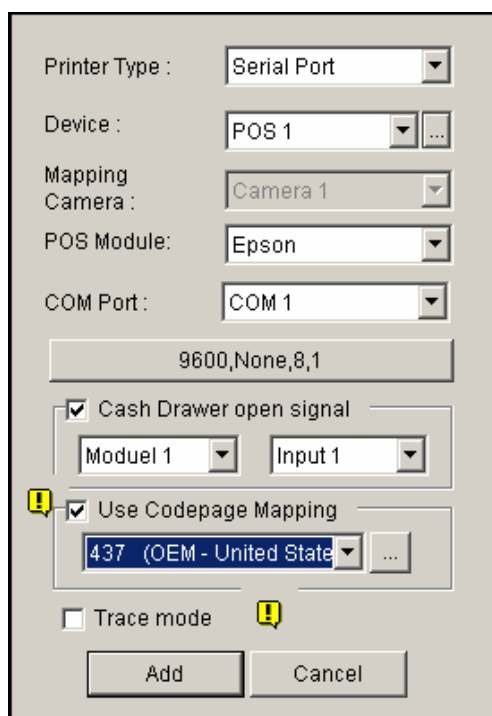 Printer Type : Serial Port
Device : POS 1 ...
Mapping
Camera : Camera 1
POS Module: Epson
COM Port : COM 1
9600,None,8,1
Cash Drawer open signal
Moduel 1 Input 1
! Use Codepage Mapping
437 (OEM - United State ...
Trace mode !
Add Cancel